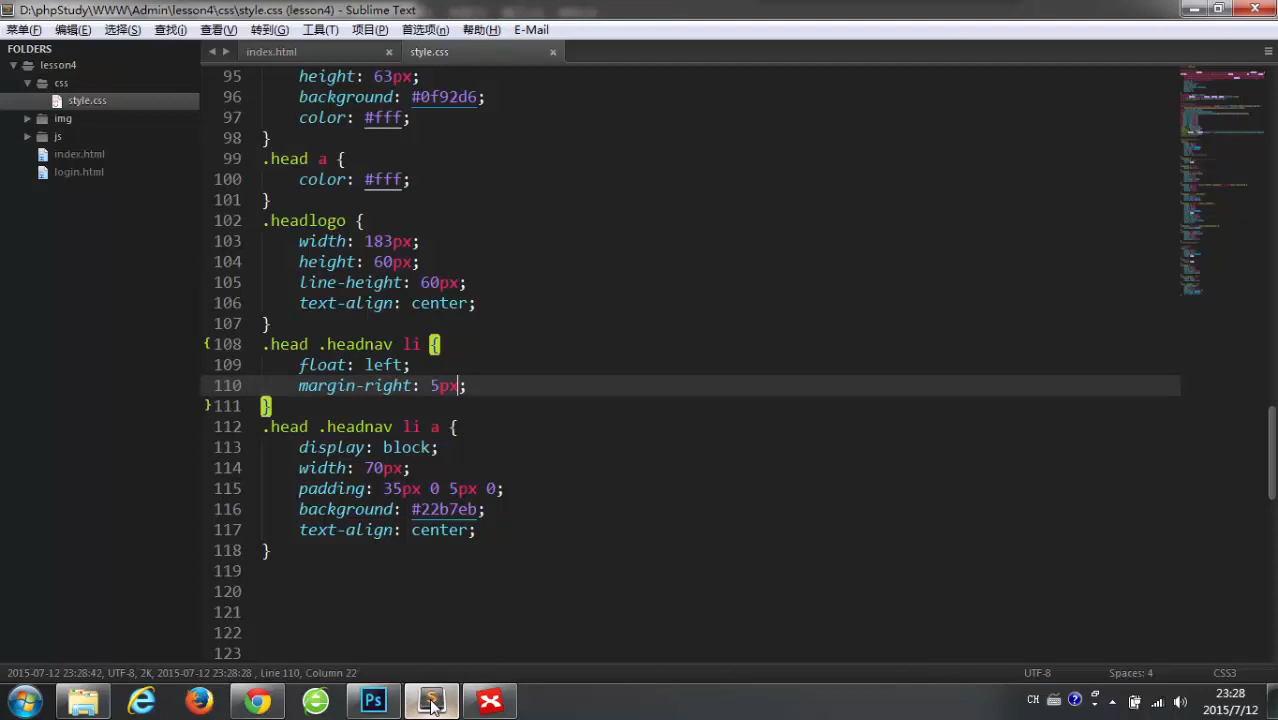 D:\phpStudy\WWW\Admin\lesson4\css\style.css (lesson4) - Sublime Text
菜单(F) 编辑(E) 选择(S) 查找(i) 查看(V) 转到(G) 工具(T) 项目(P) 首选项(n) 帮助(H) E-Mail
FOLDERS
lesson4
css
style.css
img
js
index.html
login.html
index.html
style.css
95 height: 63px;
96 background: #0f92d6;
97 color: #fff;
98 }
99 .head a {
100 color: #fff;
101 }
102 .headlogo {
103 width: 183px;
104 height: 60px;
105 line-height: 60px;
106 text-align: center;
107 }
108 .head .headnav li {
109 float: left;
110 margin-right: 5px;
111 }
112 .head .headnav li a {
113 display: block;
114 width: 70px;
115 padding: 35px 0 5px 0;
116 background: #22b7eb;
117 text-align: center;
118 }
119
120
121
122
123
2015-07-12 23:28:42, UTF-8, 2K, 2015-07-12 23:28:28, Line 110, Column 22
UTF-8
Spaces: 4
CSS3
Ps
CH
23:28
2015/7/12